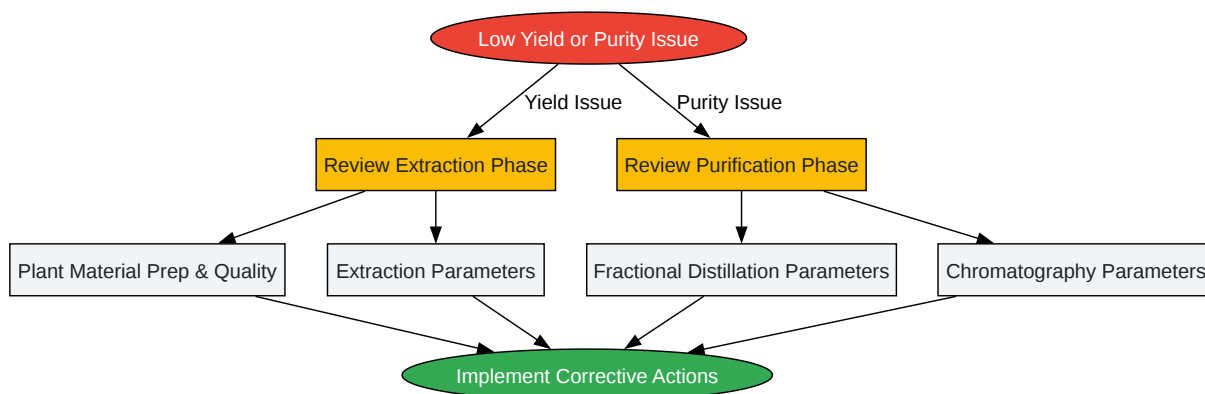 Low Yield or Purity Issue
Yield Issue
Purity Issue
Review Extraction Phase
Review Purification Phase
Plant Material Prep & Quality
Extraction Parameters
Fractional Distillation Parameters
Chromatography Parameters
Implement Corrective Actions